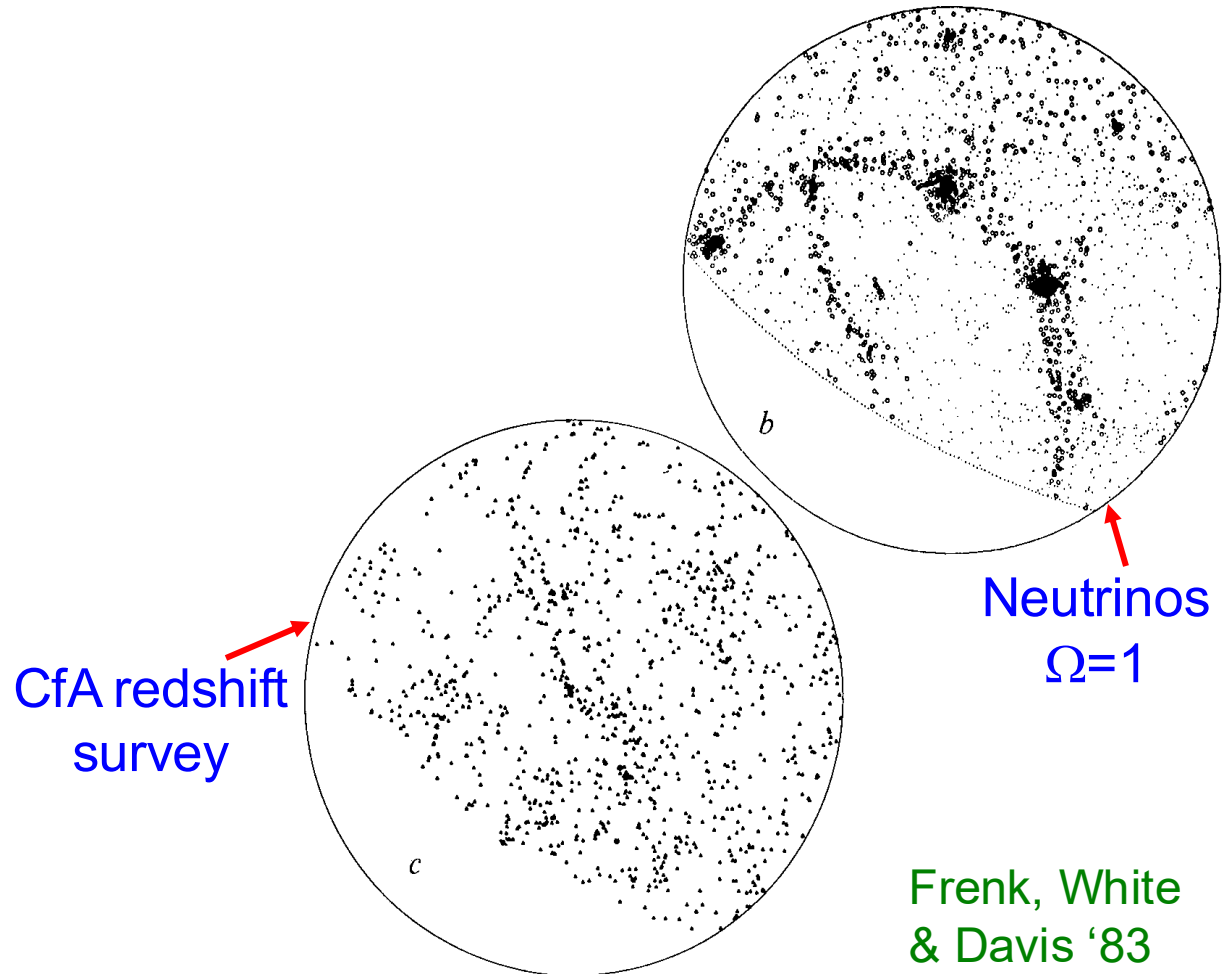 b
Neutrinos
Ω=1
CfA redshift
survey
c
Frenk, White
& Davis ‘83